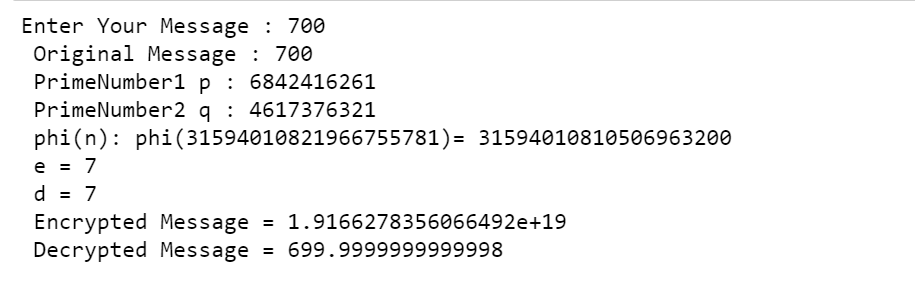 Enter Your Message : 700
Original Message : 700
PrimeNumber1 p : 6842416261
PrimeNumber2 q : 4617376321
phi(n): phi(31594010821966755781)= 31594010810506963200
e = 7
d = 7
Encrypted Message = 1.9166278356066492e+19
Decrypted Message = 699.9999999999998